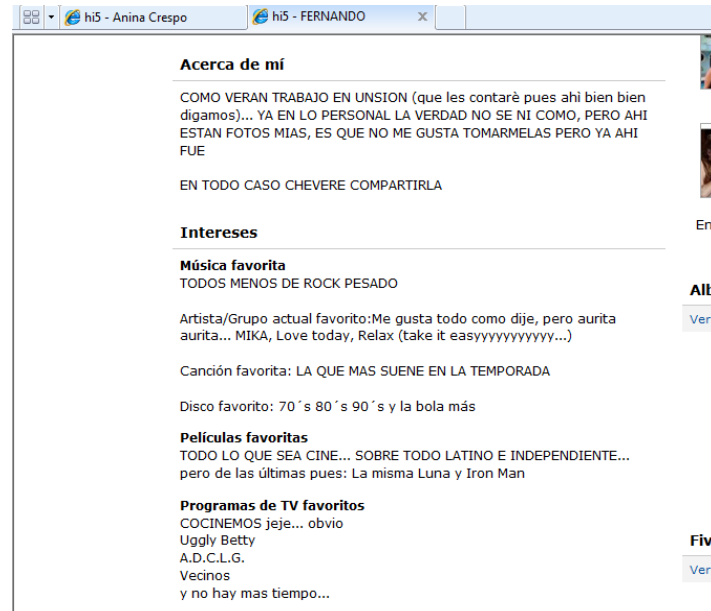 hi5 - Anina Crespo
hi5 - FERNANDO
Acerca de mí
COMO VERAN TRABAJO EN UNSION (que les contarè pues ahì bien bien
digamos)... YA EN LO PERSONAL LA VERDAD NO SE NI COMO, PERO AHI
ESTAN FOTOS MIAS, ES QUE NO ME GUSTA TOMARMELAS PERO YA AHI
FUE
EN TODO CASO CHEVERE COMPARTIRLA
Intereses
Música favorita
TODOS MENOS DE ROCK PESADO
Artista/Grupo actual favorito:Me gusta todo como dije, pero aurita
aurita... MIKA, Love today, Relax (take it easyyyyyyyyyyy...)
Canción favorita: LA QUE MAS SUENE EN LA TEMPORADA
Disco favorito: 70´s 80´s 90´s y la bola más
Películas favoritas
TODO LO QUE SEA CINE... SOBRE TODO LATINO E INDEPENDIENTE...
pero de las últimas pues: La misma Luna y Iron Man
Programas de TV favoritos
COCINEMOS jeje... obvio
Uggly Betty
A.D.C.L.G.
Vecinos
y no hay mas tiempo...
En
Alb
Ver
Fiv
Ver